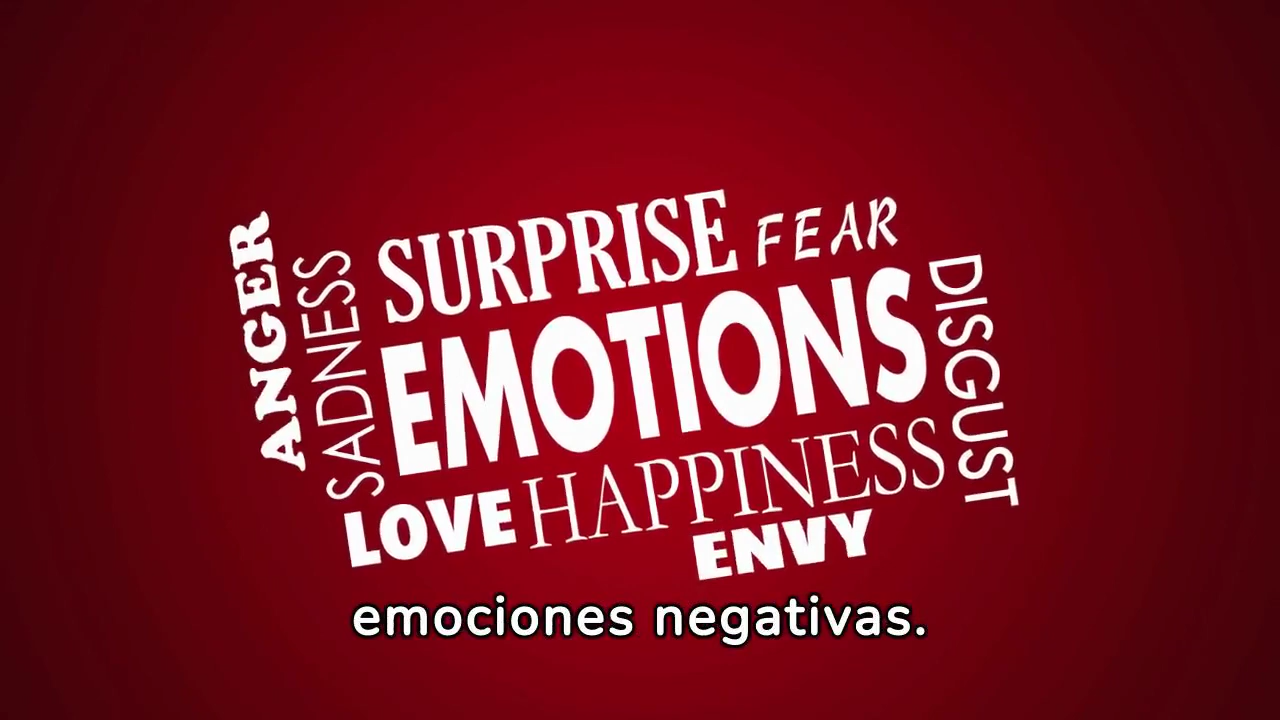 ANGER
SADNESS
SURPRISE
FEAR
EMOTIONS
DISGUST
LOVE
HAPPINESS
ENVY
emociones negativas.